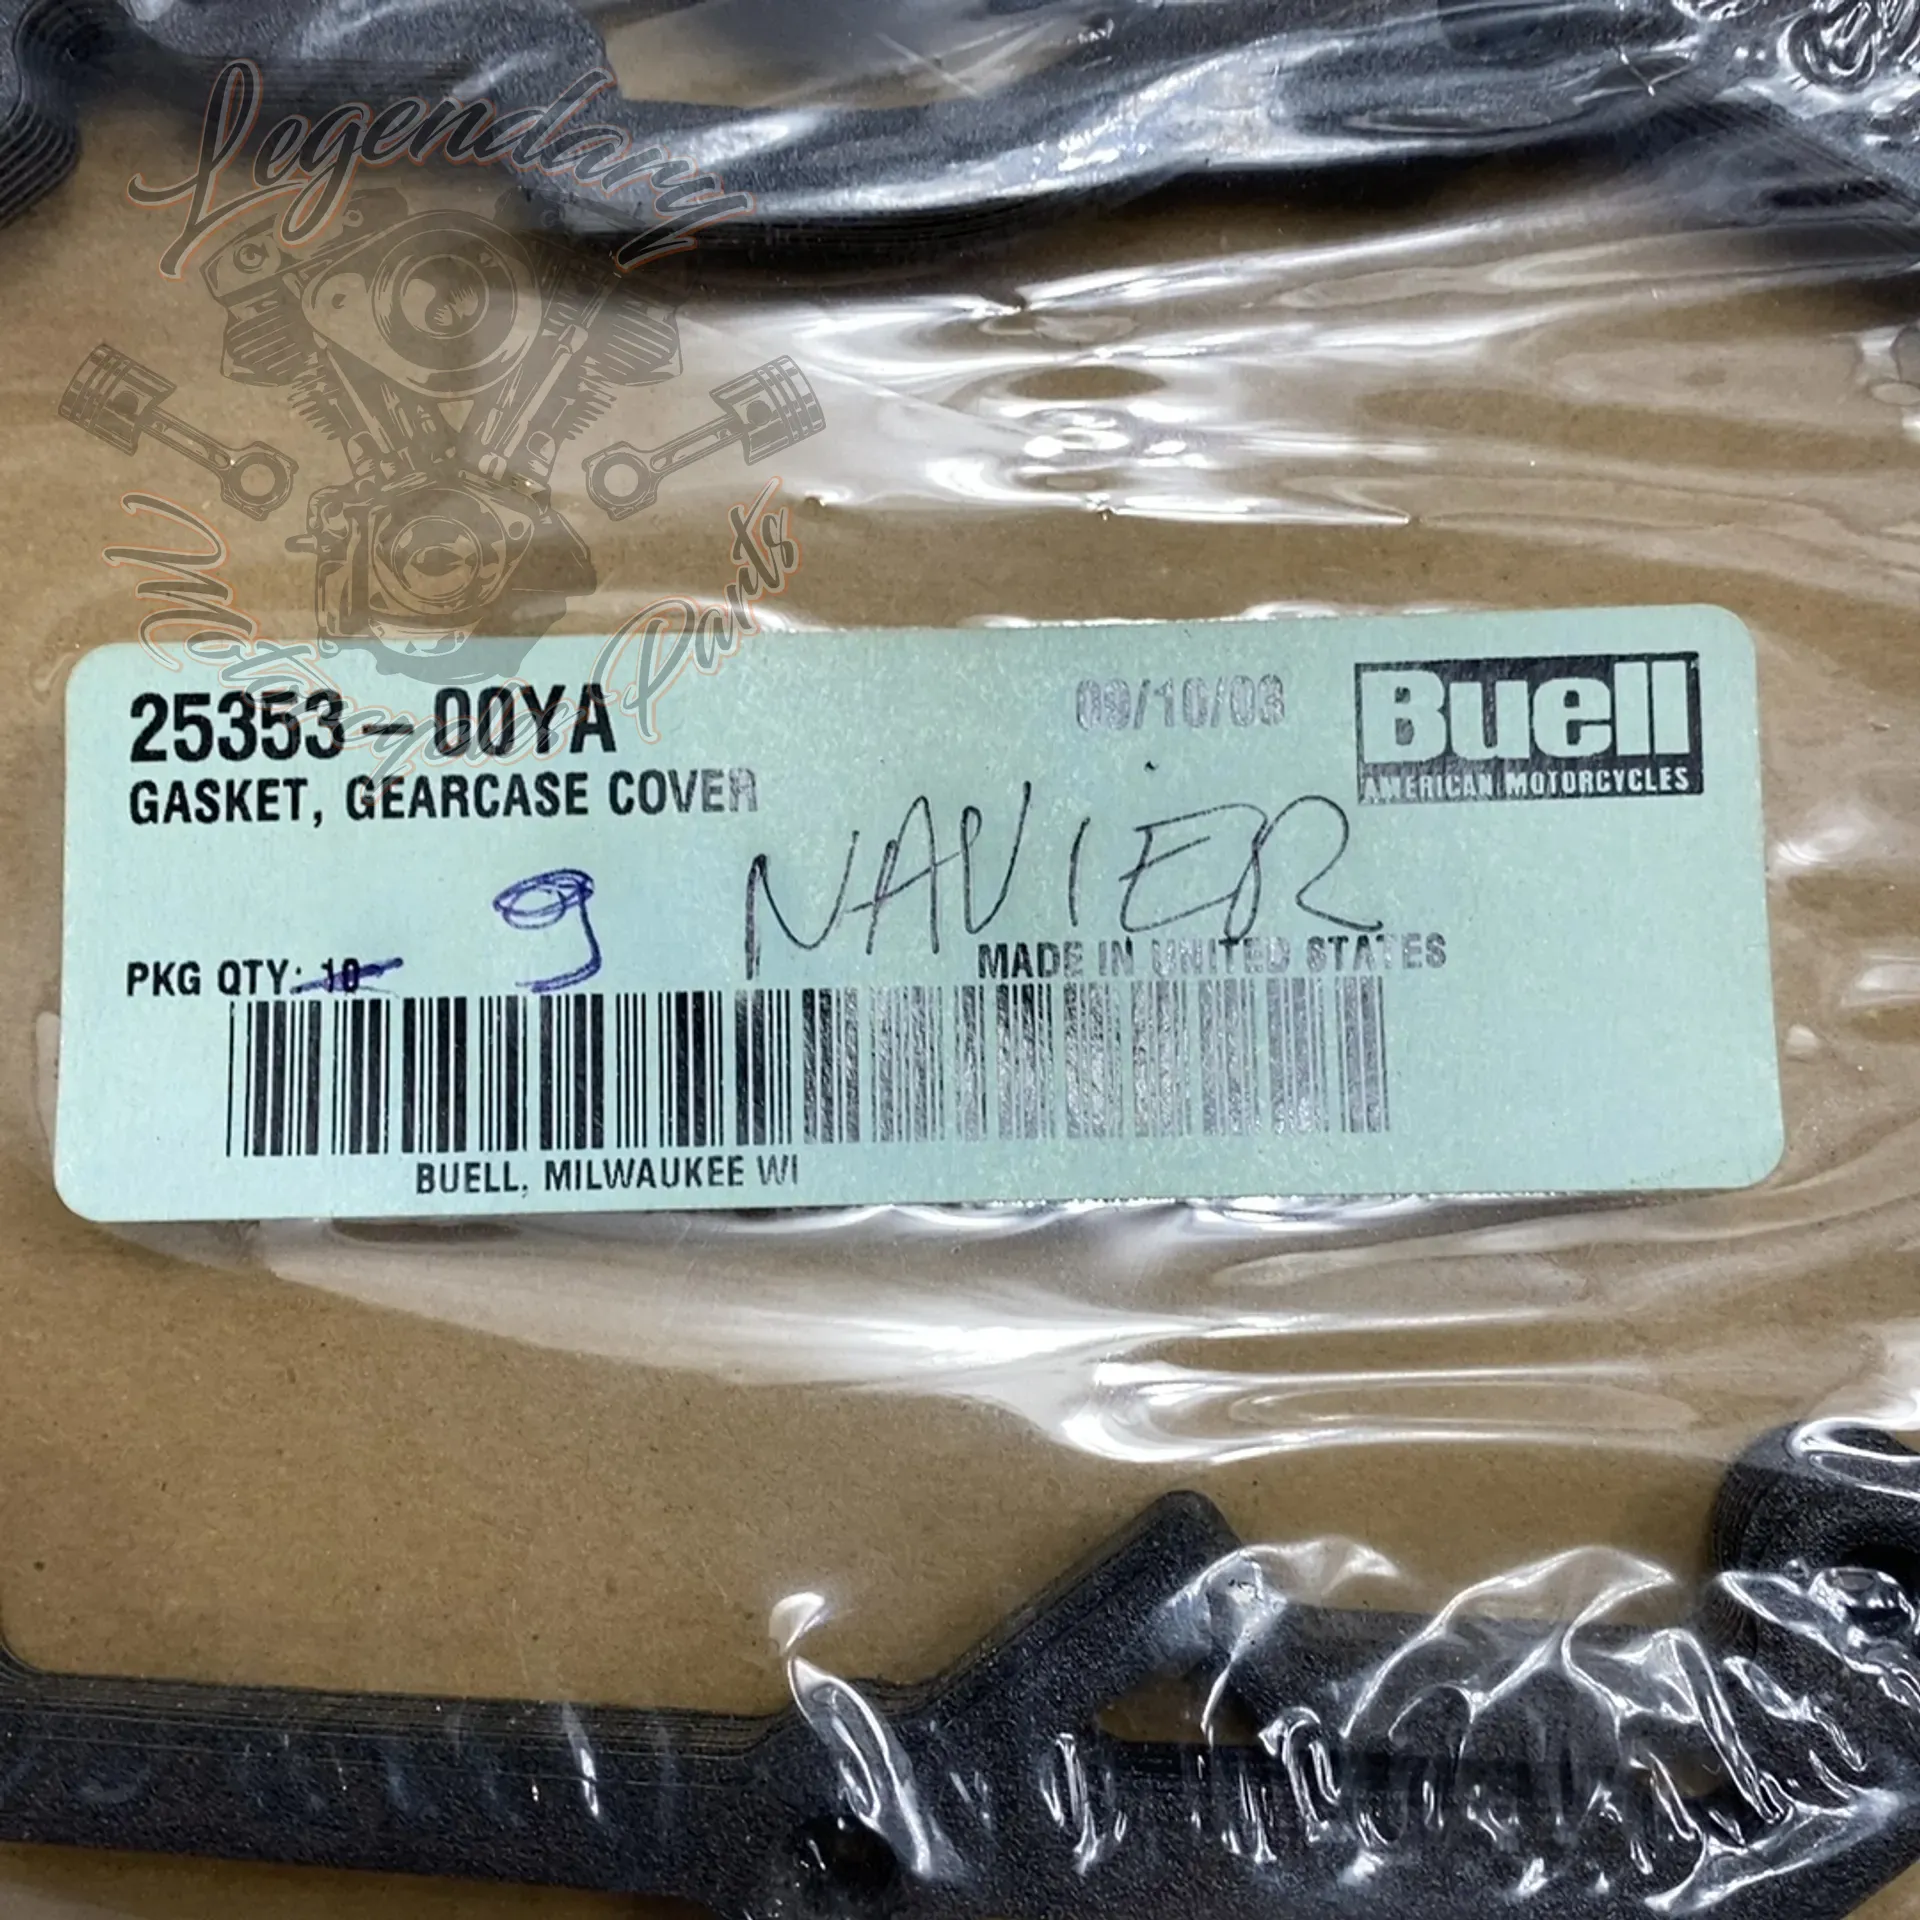 Legendary
Motorcycles Parts
25353-00YA
09/10/03
Buell
AMERICAN MOTORCYCLES
GASKET, GEARCASE COVER
9 NAVIER
MADE IN UNITED STATES
PKG QTY: 10
BUELL, MILWAUKEE WI